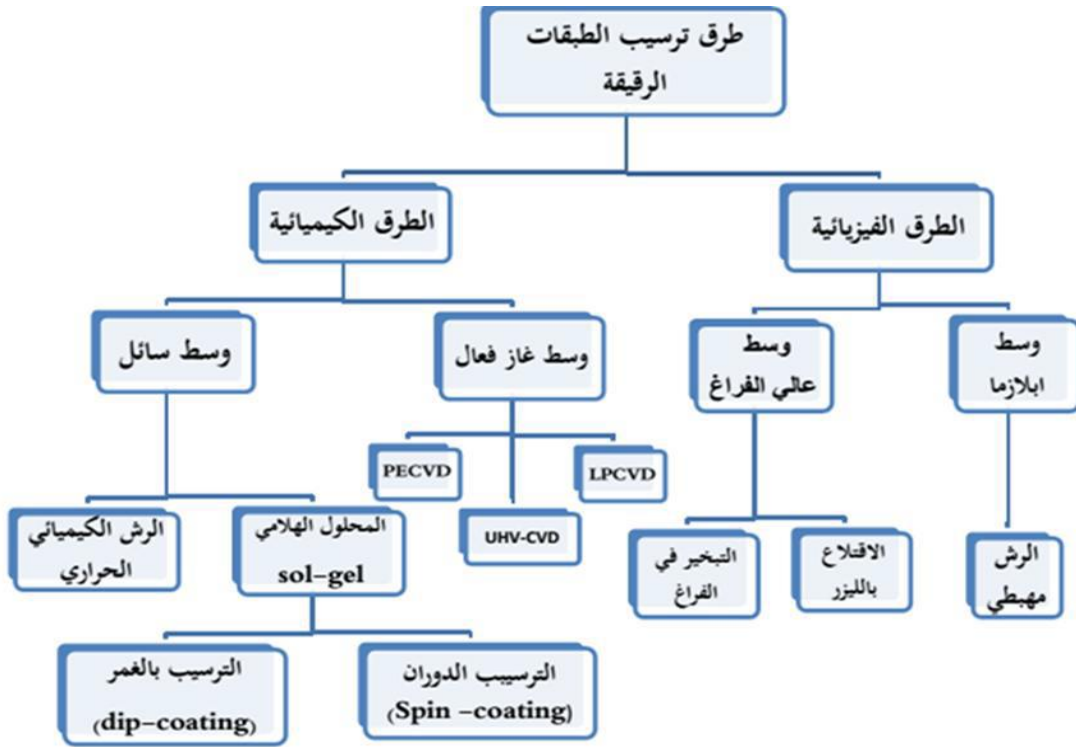 طرق ترسيب الطبقات
الرقيقة
الطرق الفيزيائية
الطرق الكيميائية
وسط
ابلازما
وسط
عالي الفراغ
وسط غاز فعال
وسط سائل
LPCVD
PECVD
UHV-CVD
الرش
مهبطي
الاقتلاع
بالليزر
التبخير في
الفراغ
المحلول الهلامي
sol-gel
الرش الكيميائي
الحراري
الترسيبب الدوران
(Spin -coating)
الترسيب بالغمر
(dip-coating)